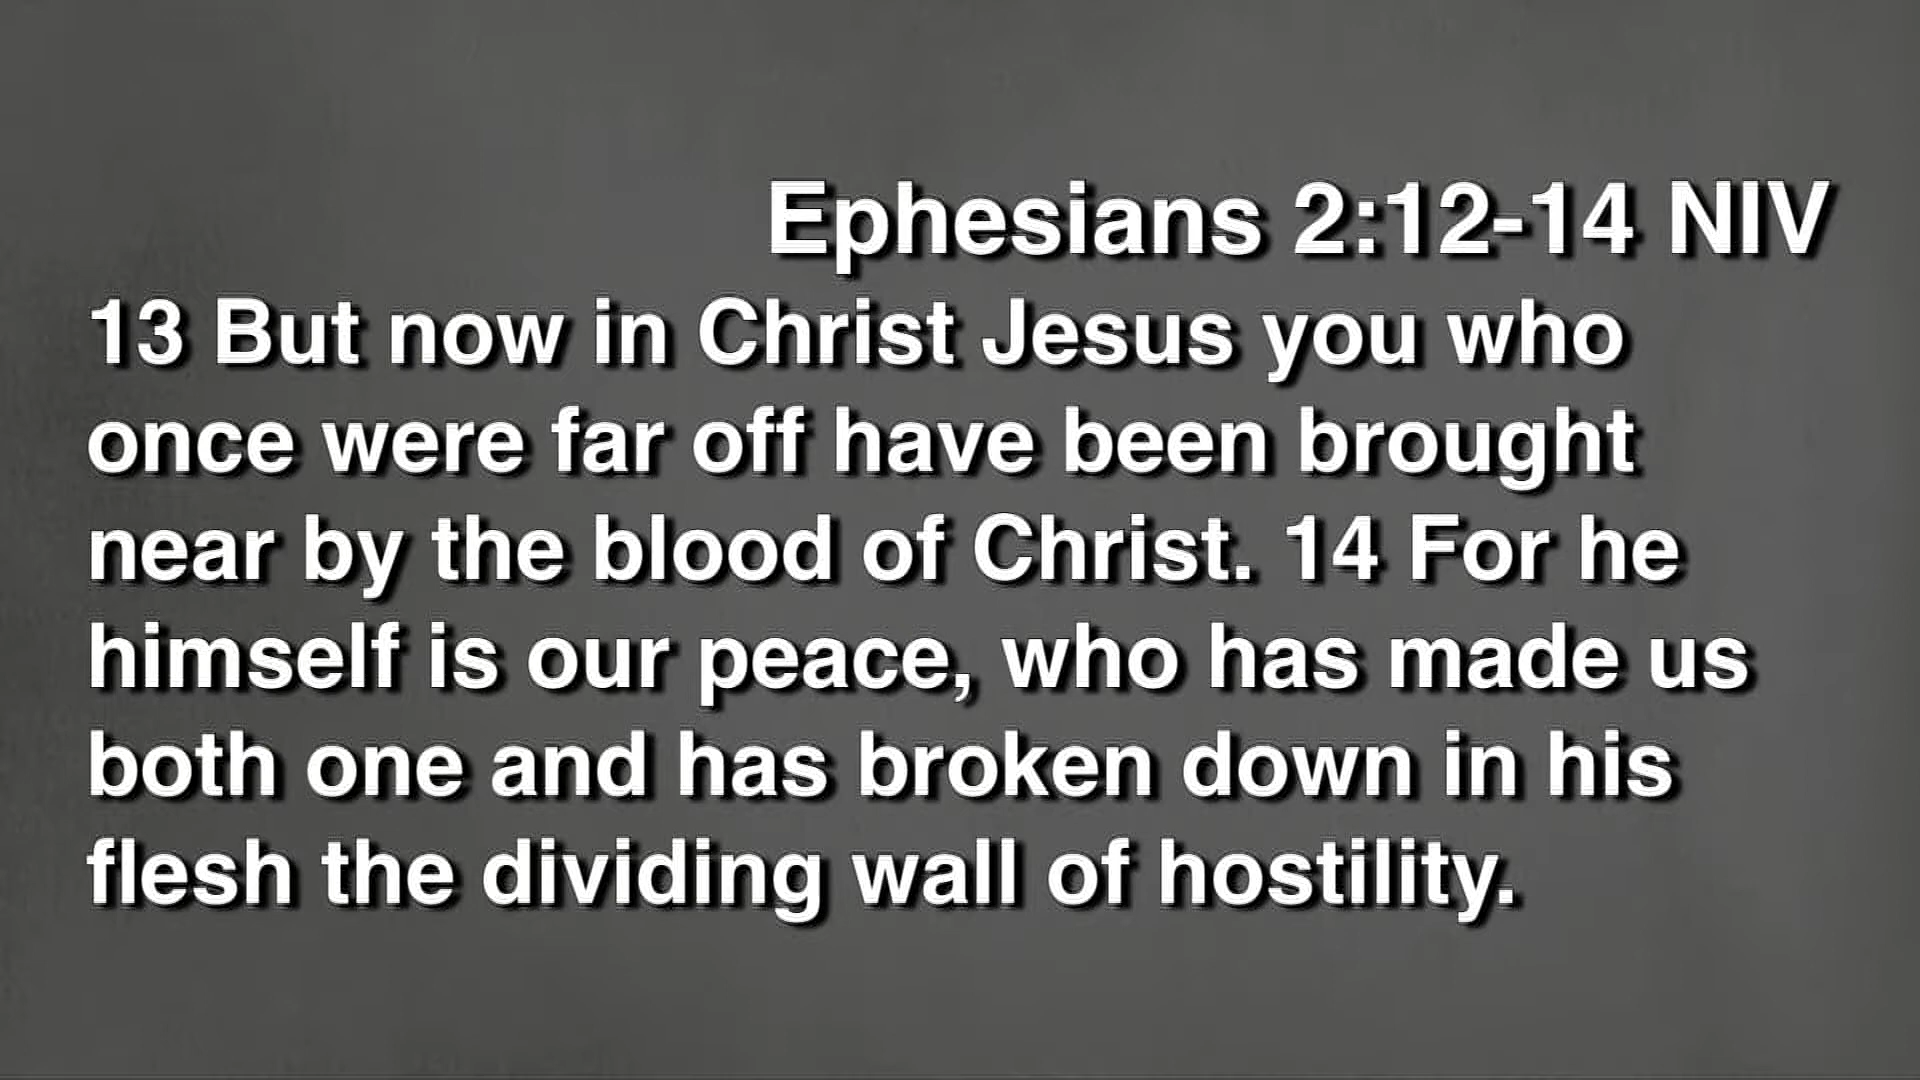 Ephesians 2:12-14 NIV
13 But now in Christ Jesus you who
once were far off have been brought
near by the blood of Christ. 14 For he
himself is our peace, who has made us
both one and has broken down in his
flesh the dividing wall of hostility.